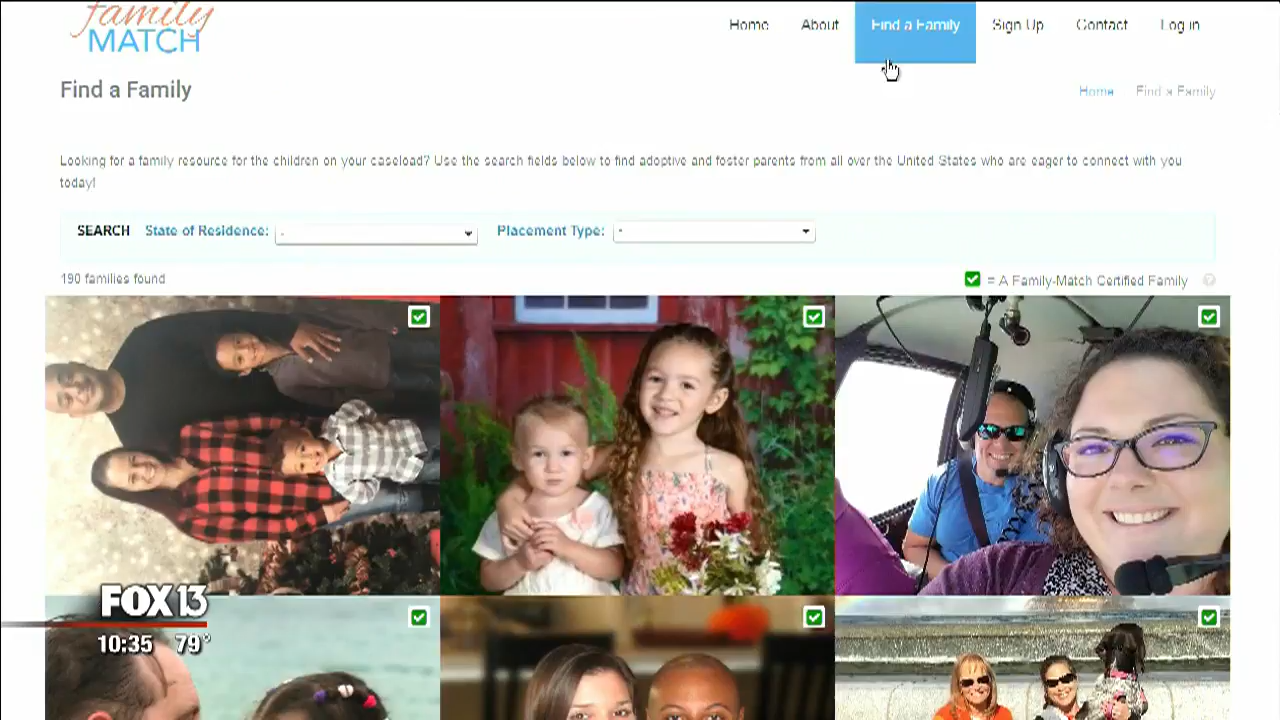 family
MATCH
Home About Find a Family Sign Up Contact Log in
Find a Family
Home Find a Family
Looking for a family resource for the children on your caseload? Use the search fields below to find adoptive and foster parents from all over the United States who are eager to connect with you
today!
SEARCH State of Residence: - Placement Type: -
190 families found
= A Family-Match Certified Family ?
FOX 13
10:35 79°